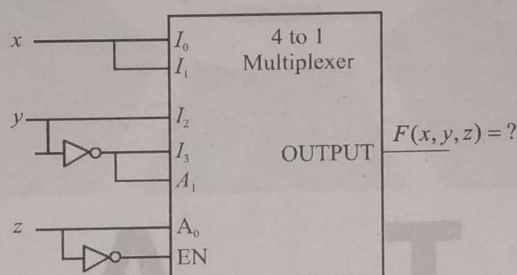 x
I₀
4 to 1
I₁
Multiplexer
y
I₂
F(x, y, z) = ?
I₃
OUTPUT
A₁
z
A₀
EN